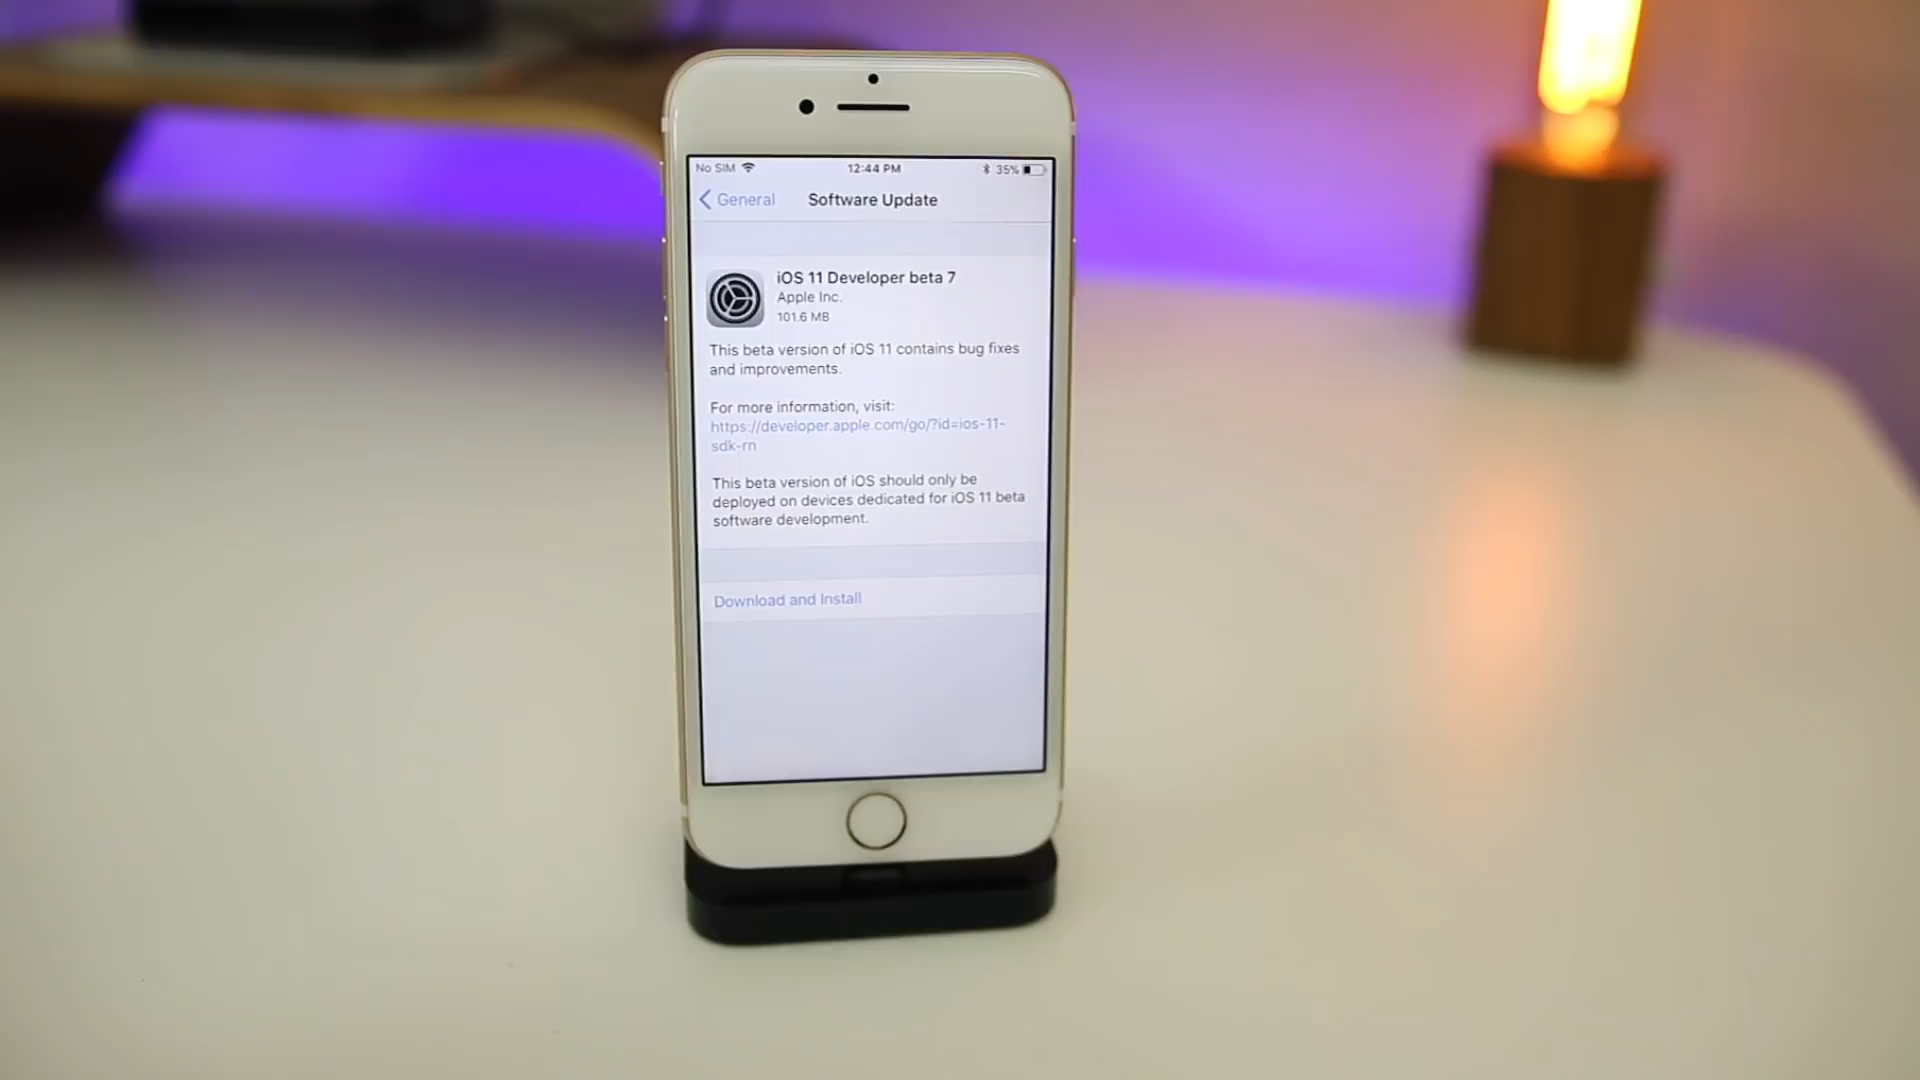 No SIM 12:44 PM 35%
General Software Update
iOS 11 Developer beta 7
Apple Inc.
101.6 MB
This beta version of iOS 11 contains bug fixes
and improvements.
For more information, visit:
https://developer.apple.com/go/?id=ios-11-
sdk-rn
This beta version of iOS should only be
deployed on devices dedicated for iOS 11 beta
software development.
Download and Install